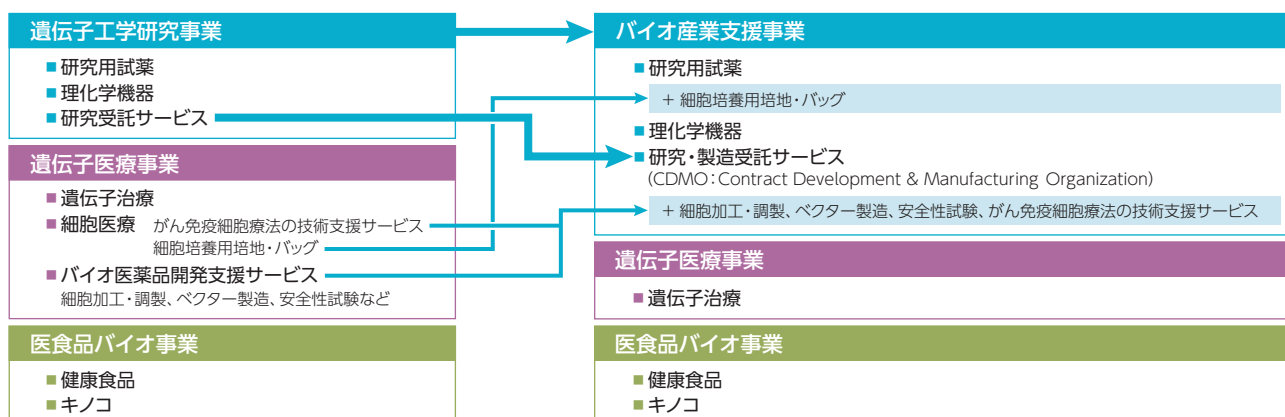 遺伝子工学研究事業
■ 研究用試薬
■ 理化学機器
■ 研究受託サービス
遺伝子医療事業
■ 遺伝子治療
■ 細胞医療 がん免疫細胞療法の技術支援サービス
細胞培養用培地・バッグ
■ バイオ医薬品開発支援サービス
細胞加工・調製、ベクター製造、安全性試験など
医食品バイオ事業
■ 健康食品
■ キノコ
バイオ産業支援事業
■ 研究用試薬
+ 細胞培養用培地・バッグ
■ 理化学機器
■ 研究・製造受託サービス
(CDMO:Contract Development & Manufacturing Organization)
+ 細胞加工・調製、ベクター製造、安全性試験、がん免疫細胞療法の技術支援サービス
遺伝子医療事業
■ 遺伝子治療
医食品バイオ事業
■ 健康食品
■ キノコ